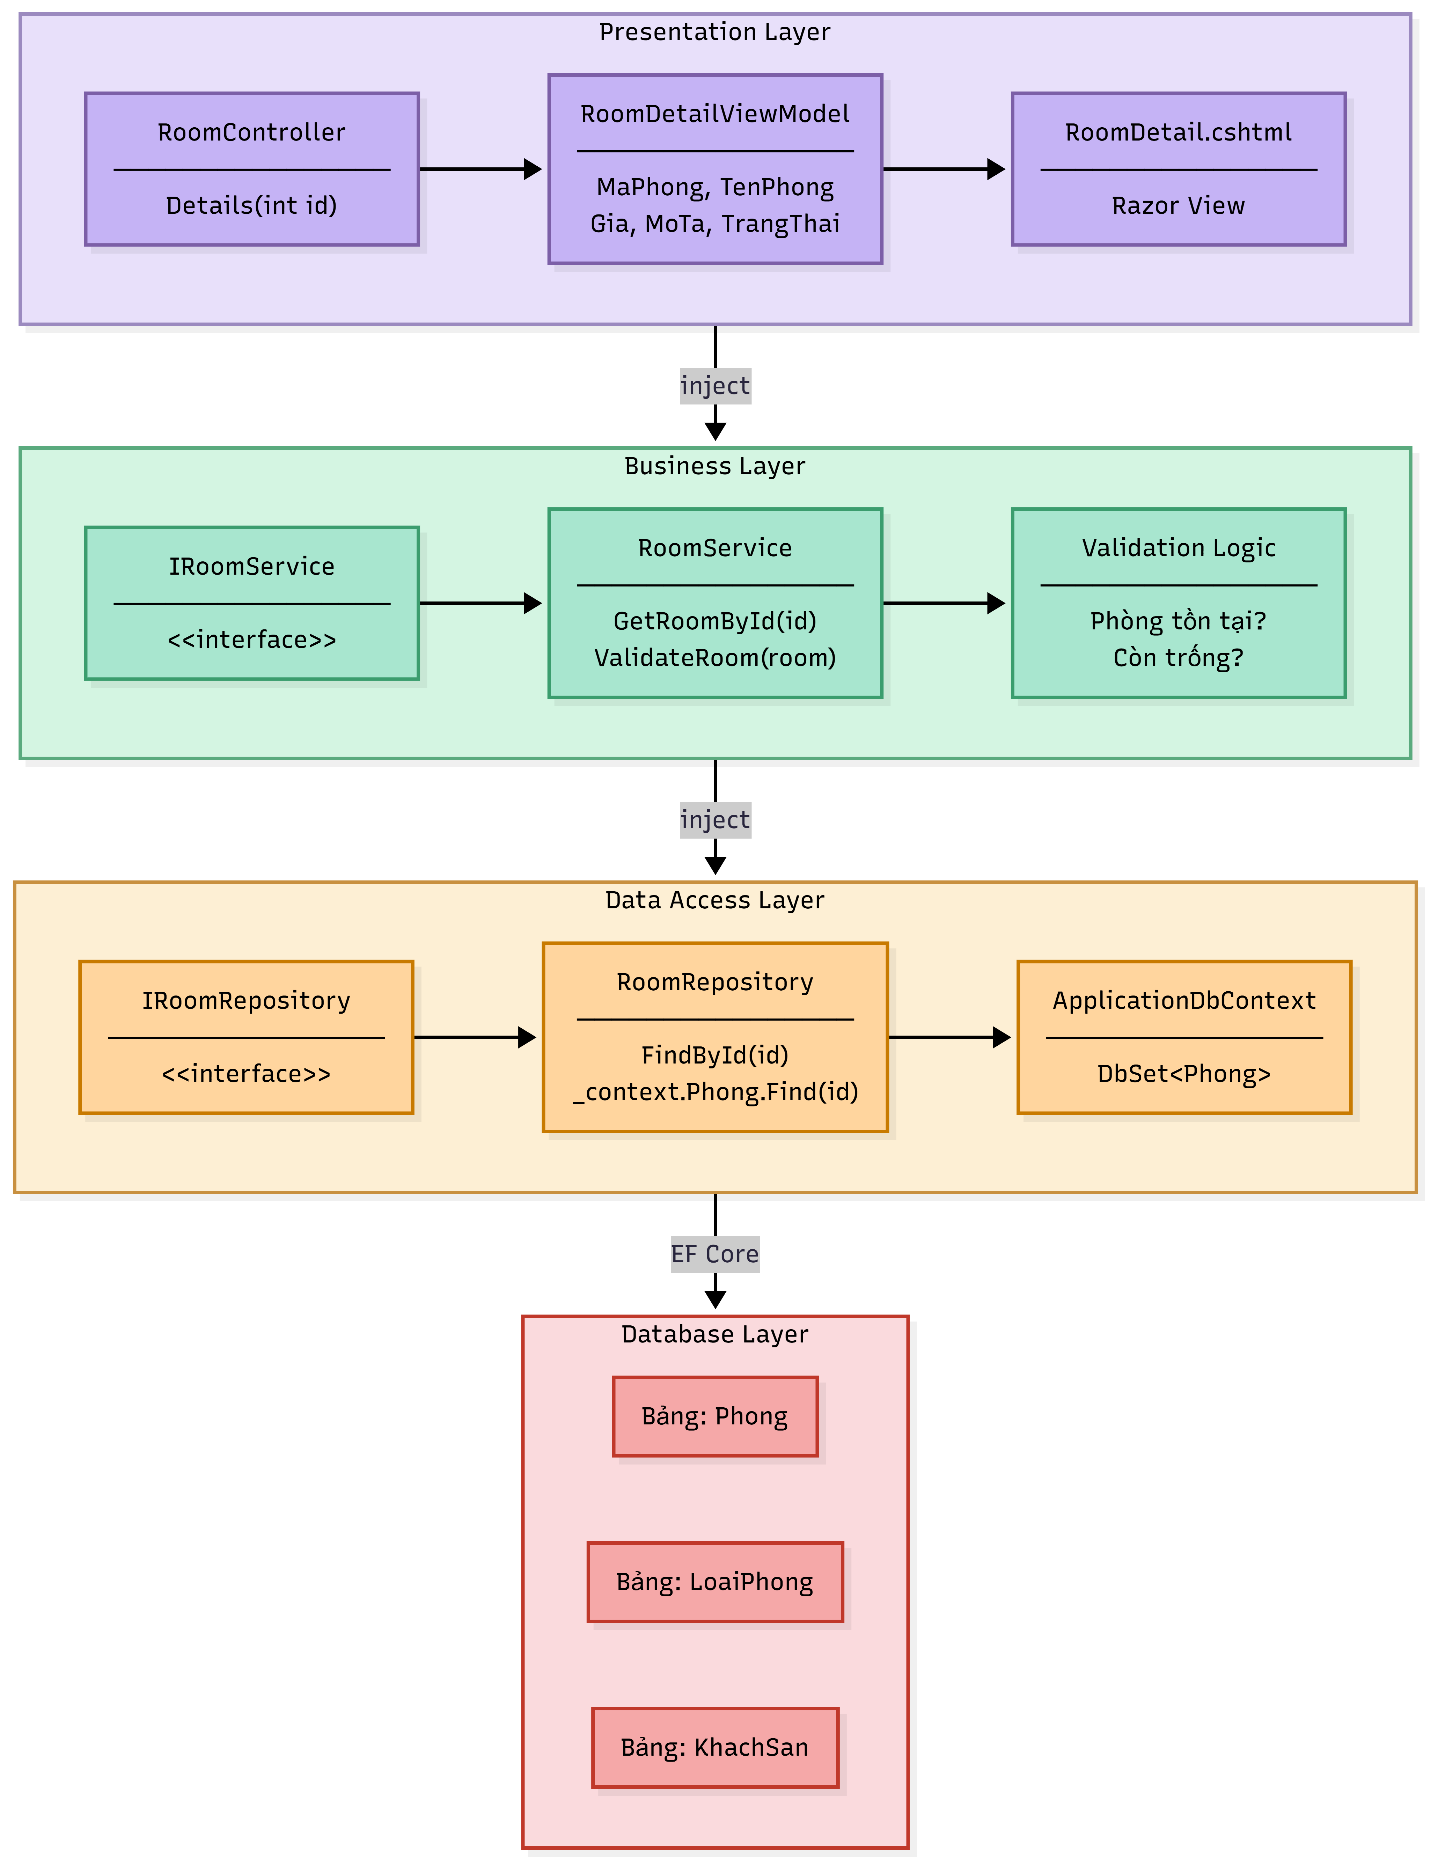 Presentation Layer
RoomController
Details(int id)
RoomDetailViewModel
MaPhong, TenPhong
Gia, MoTa, TrangThai
RoomDetail.cshtml
Razor View
inject
Business Layer
IRoomService
<<interface>>
RoomService
GetRoomById(id)
ValidateRoom(room)
Validation Logic
Phòng tồn tại?
Còn trống?
inject
Data Access Layer
IRoomRepository
<<interface>>
RoomRepository
FindById(id)
_context.Phong.Find(id)
ApplicationDbContext
DbSet<Phong>
EF Core
Database Layer
Bảng: Phong
Bảng: LoaiPhong
Bảng: KhachSan